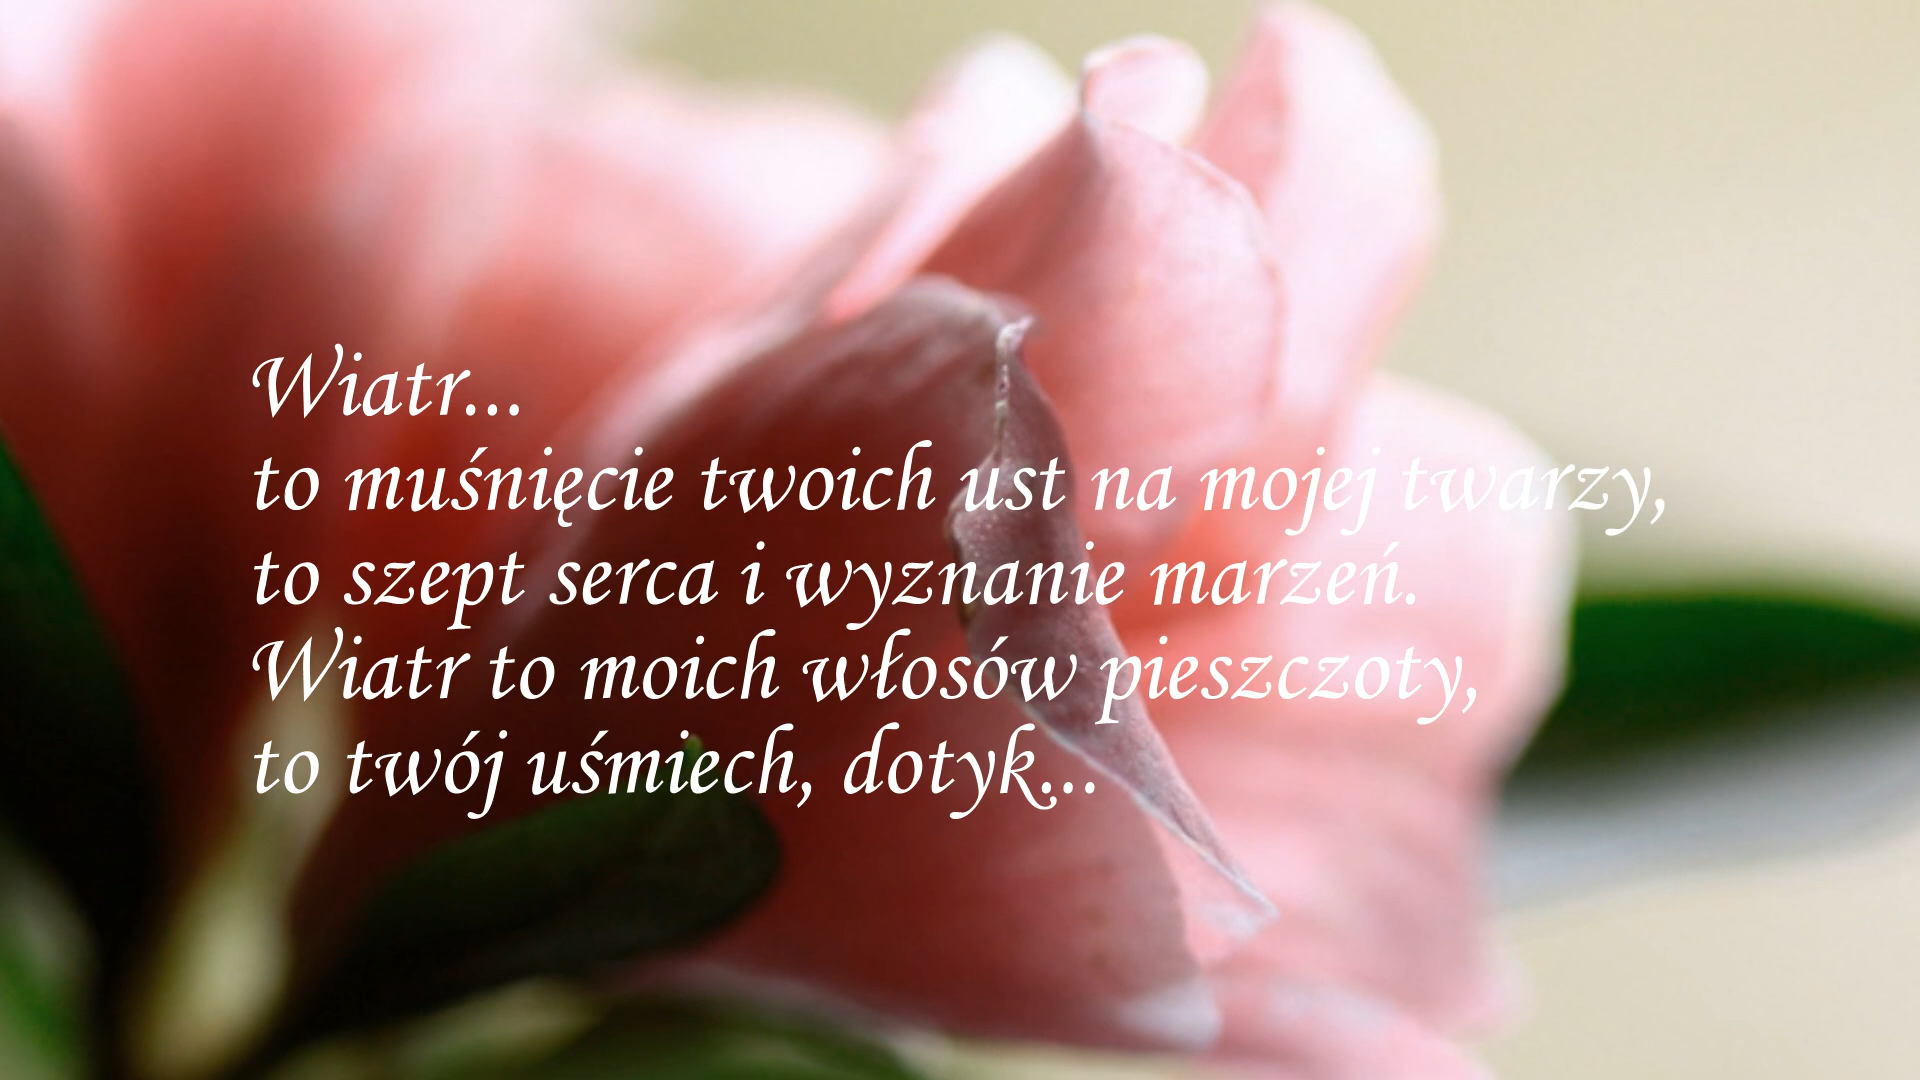 Wiatr...
to muśnięcie twoich ust na mojej twarzy,
to szept serca i wyznanie marzeń.
Wiatr to moich włosów pieszczoty,
to twój uśmiech, dotyk...